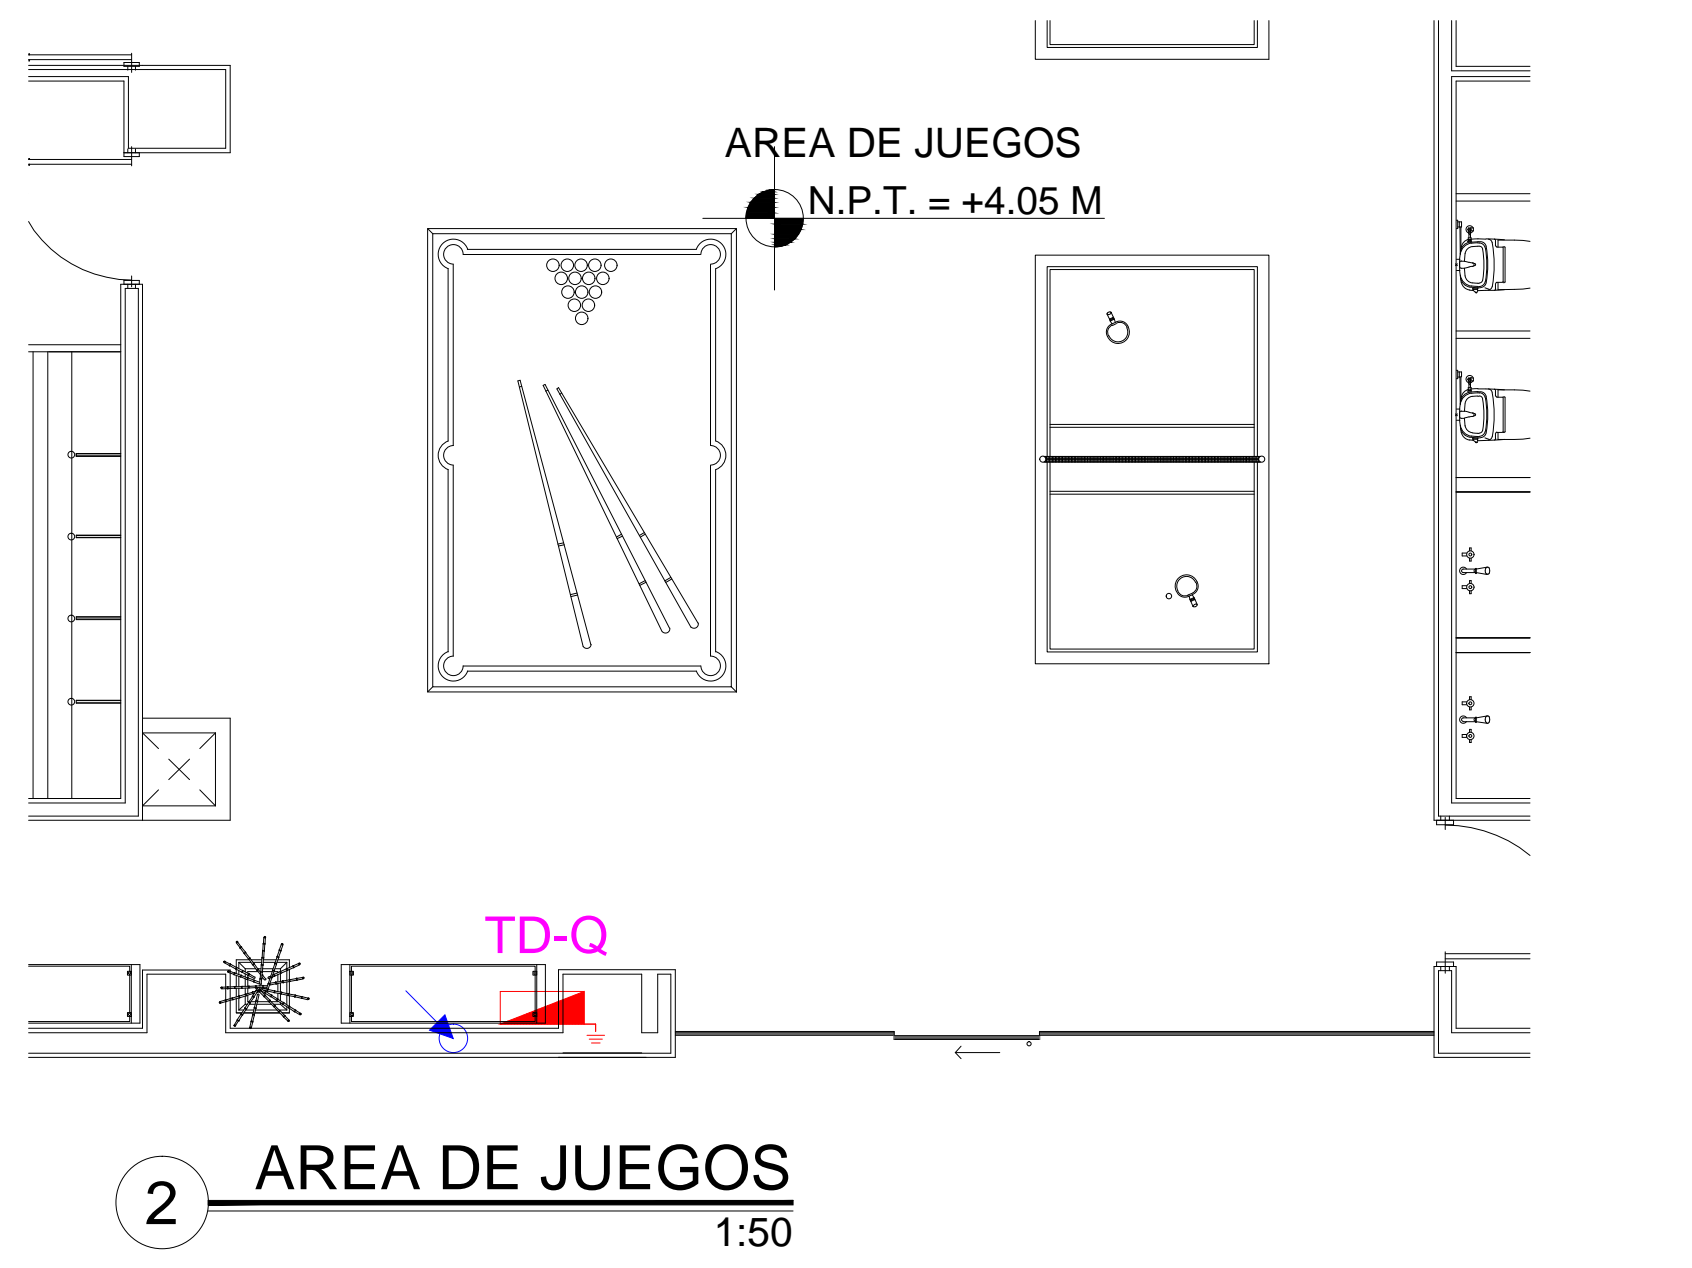 AREA DE JUEGOS
N.P.T. = +4.05 M
TD-Q
2
AREA DE JUEGOS
1:50